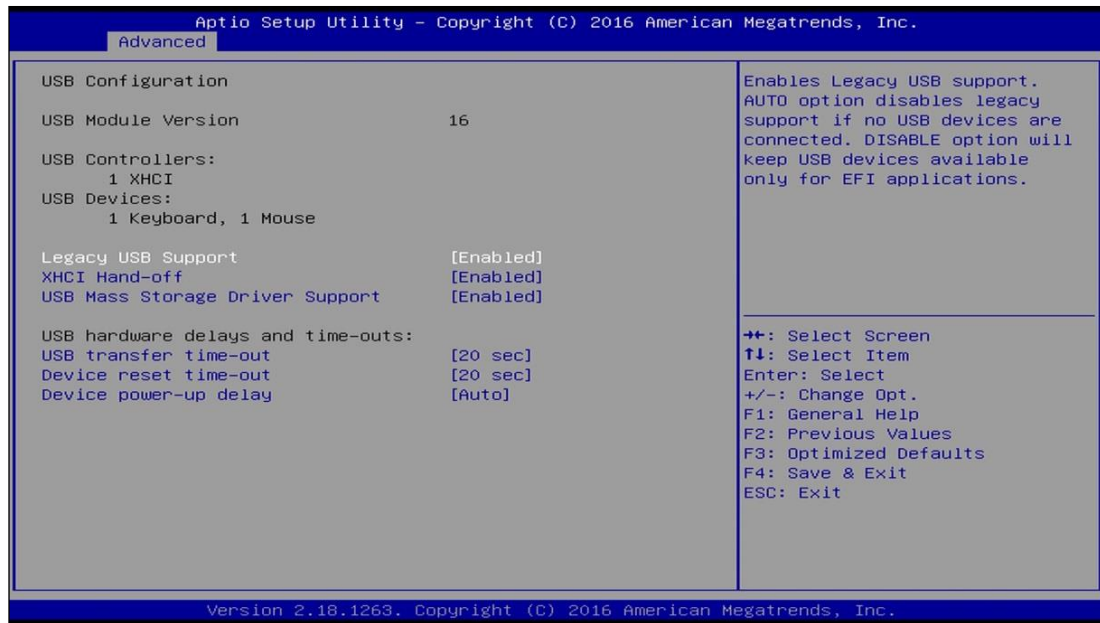 Aptio Setup Utility – Copyright (C) 2016 American Megatrends, Inc.
Advanced
USB Configuration
USB Module Version 16
USB Controllers:
1 XHCI
USB Devices:
1 Keyboard, 1 Mouse
Legacy USB Support [Enabled]
XHCI Hand-off [Enabled]
USB Mass Storage Driver Support [Enabled]
USB hardware delays and time-outs:
USB transfer time-out [20 sec]
Device reset time-out [20 sec]
Device power-up delay [Auto]
Enables Legacy USB support.
AUTO option disables legacy
support if no USB devices are
connected. DISABLE option will
keep USB devices available
only for EFI applications.
→←: Select Screen
↑↓: Select Item
Enter: Select
+/-: Change Opt.
F1: General Help
F2: Previous Values
F3: Optimized Defaults
F4: Save & Exit
ESC: Exit
Version 2.18.1263. Copyright (C) 2016 American Megatrends, Inc.